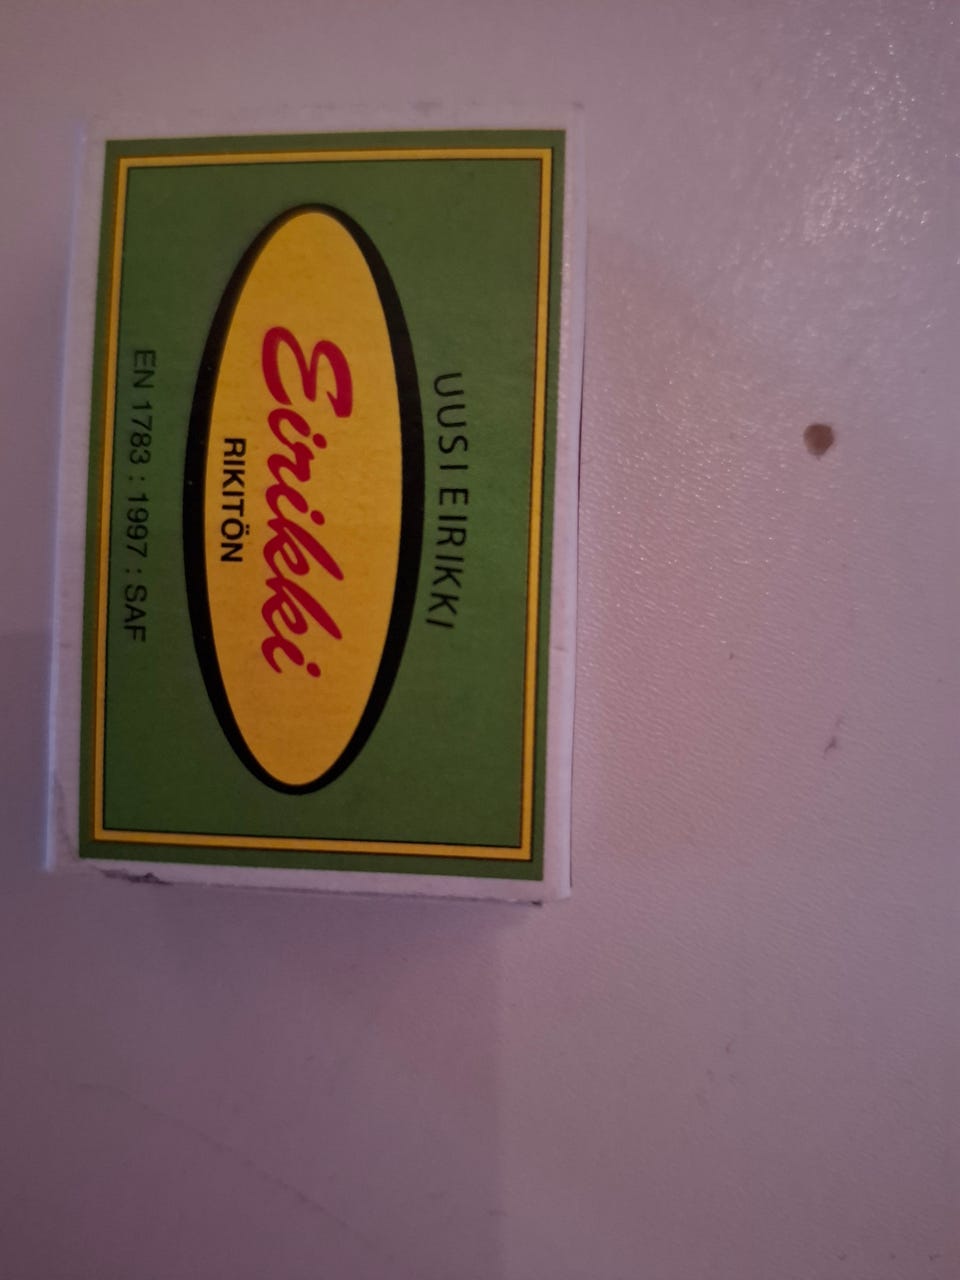 UUSI EIRIKKI
Eirikki
RIKITÖN
EN 1783 : 1997 : SAF